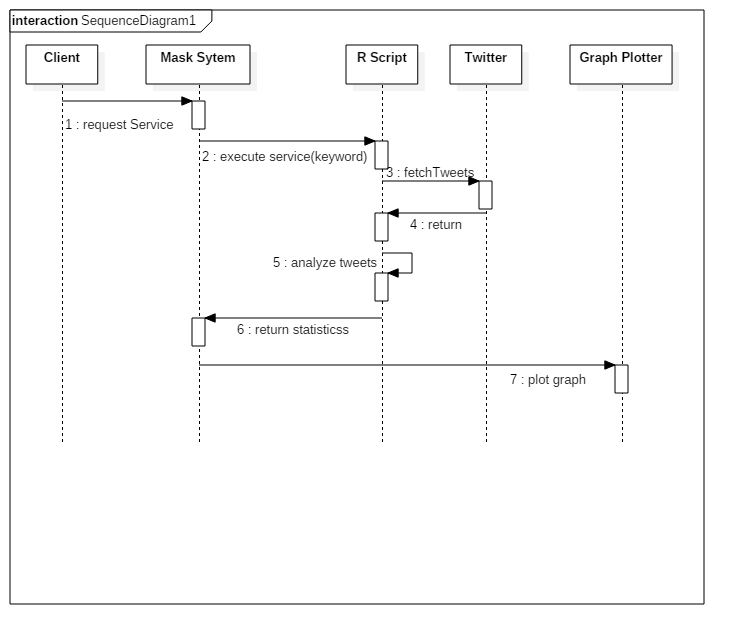 interaction SequenceDiagram1
Client
Mask Sytem
R Script
Twitter
Graph Plotter
1 : request Service
2 : execute service(keyword)
3 : fetchTweets
4 : return
5 : analyze tweets
6 : return statisticss
7 : plot graph